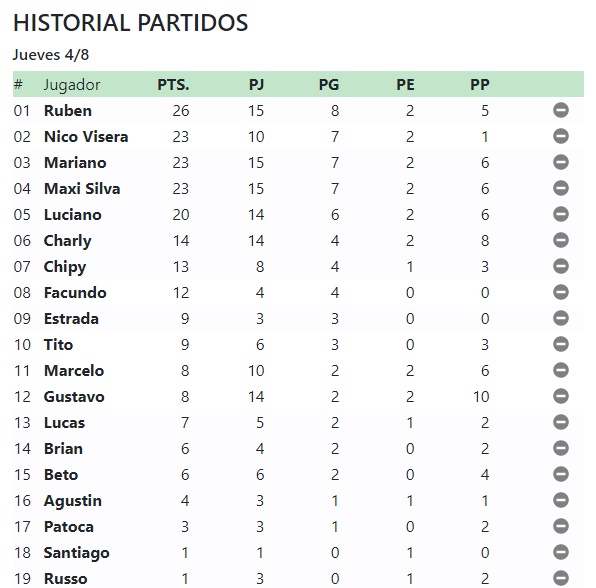 HISTORIAL PARTIDOS
Jueves 4/8
# Jugador PTS. PJ PG PE PP
01 Ruben 26 15 8 2 5
02 Nico Visera 23 10 7 2 1
03 Mariano 23 15 7 2 6
04 Maxi Silva 23 15 7 2 6
05 Luciano 20 14 6 2 6
06 Charly 14 14 4 2 8
07 Chipy 13 8 4 1 3
08 Facundo 12 4 4 0 0
09 Estrada 9 3 3 0 0
10 Tito 9 6 3 0 3
11 Marcelo 8 10 2 2 6
12 Gustavo 8 14 2 2 10
13 Lucas 7 5 2 1 2
14 Brian 6 4 2 0 2
15 Beto 6 6 2 0 4
16 Agustin 4 3 1 1 1
17 Patoca 3 3 1 0 2
18 Santiago 1 1 0 1 0
19 Russo 1 3 0 1 2